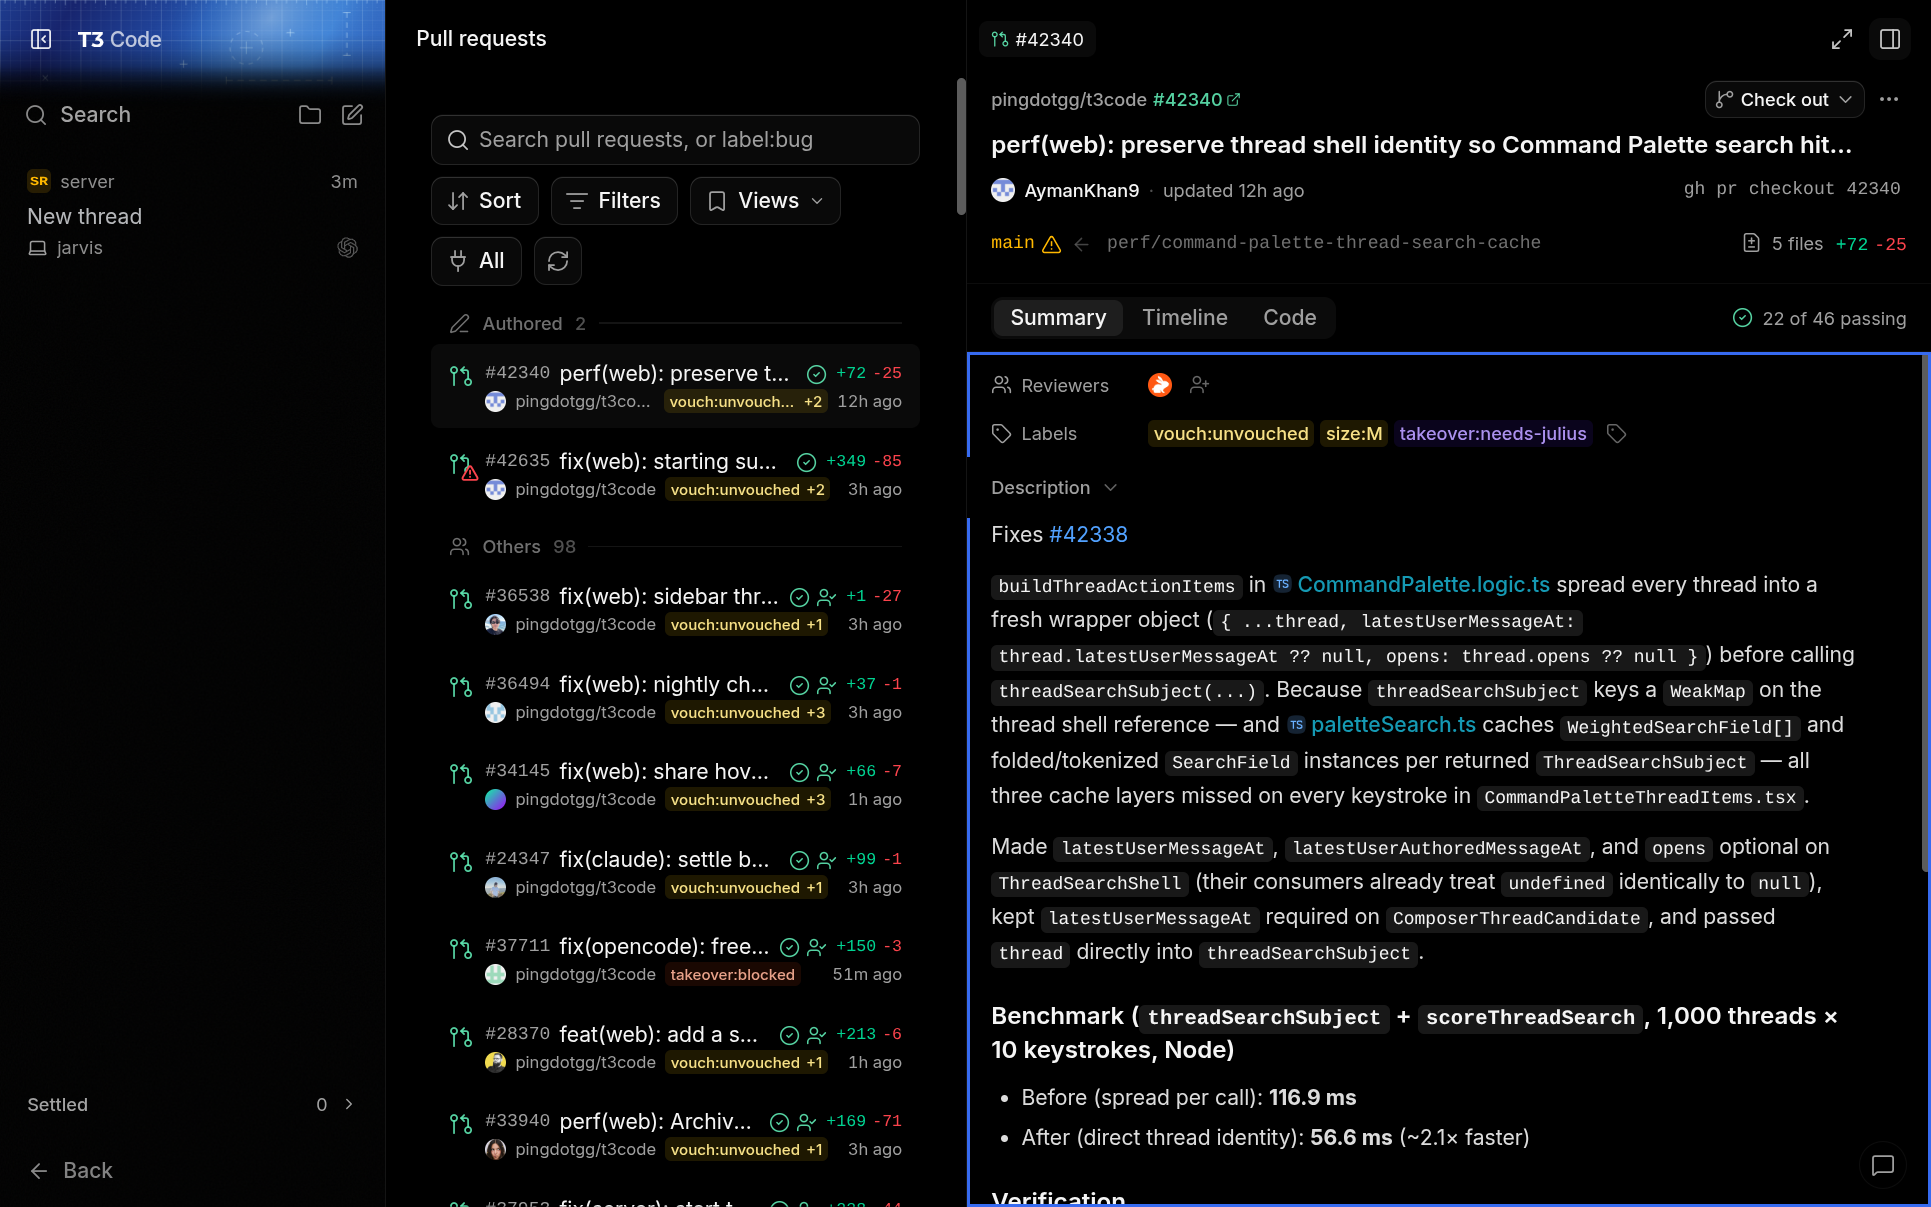 T3 Code
Search
SR server 3m
New thread
jarvis
Settled 0
Back
Pull requests
Search pull requests, or label:bug
Sort Filters Views
All
Authored 2
#42340 perf(web): preserve t... +72 -25
pingdotgg/t3co... vouch:unvouch... +2 12h ago
#42635 fix(web): starting su... +349 -85
pingdotgg/t3code vouch:unvouched +2 3h ago
Others 98
#36538 fix(web): sidebar thr... +1 -27
pingdotgg/t3code vouch:unvouched +1 3h ago
#36494 fix(web): nightly ch... +37 -1
pingdotgg/t3code vouch:unvouched +3 3h ago
#34145 fix(web): share hov... +66 -7
pingdotgg/t3code vouch:unvouched +3 1h ago
#24347 fix(claude): settle b... +99 -1
pingdotgg/t3code vouch:unvouched +1 3h ago
#37711 fix(opencode): free... +150 -3
pingdotgg/t3code takeover:blocked 51m ago
#28370 feat(web): add a s... +213 -6
pingdotgg/t3code vouch:unvouched +1 1h ago
#33940 perf(web): Archiv... +169 -71
pingdotgg/t3code vouch:unvouched +1 3h ago
#42340
pingdotgg/t3code #42340 Check out
perf(web): preserve thread shell identity so Command Palette search hit...
AymanKhan9 · updated 12h ago gh pr checkout 42340
main ← perf/command-palette-thread-search-cache 5 files +72 -25
Summary Timeline Code 22 of 46 passing
Reviewers
Labels vouch:unvouched size:M takeover:needs-julius
Description
Fixes #42338
buildThreadActionItems in TS CommandPalette.logic.ts spread every thread into a
fresh wrapper object ( { ...thread, latestUserMessageAt:
thread.latestUserMessageAt ?? null, opens: thread.opens ?? null } ) before calling
threadSearchSubject(...) . Because threadSearchSubject keys a WeakMap on the
thread shell reference — and TS paletteSearch.ts caches WeightedSearchField[] and
folded/tokenized SearchField instances per returned ThreadSearchSubject — all
three cache layers missed on every keystroke in CommandPaletteThreadItems.tsx .
Made latestUserMessageAt , latestUserAuthoredMessageAt , and opens optional on
ThreadSearchShell (their consumers already treat undefined identically to null ),
kept latestUserMessageAt required on ComposerThreadCandidate , and passed
thread directly into threadSearchSubject .
Benchmark ( threadSearchSubject + scoreThreadSearch , 1,000 threads ×
10 keystrokes, Node)
• Before (spread per call): 116.9 ms
• After (direct thread identity): 56.6 ms (~2.1× faster)
Verification